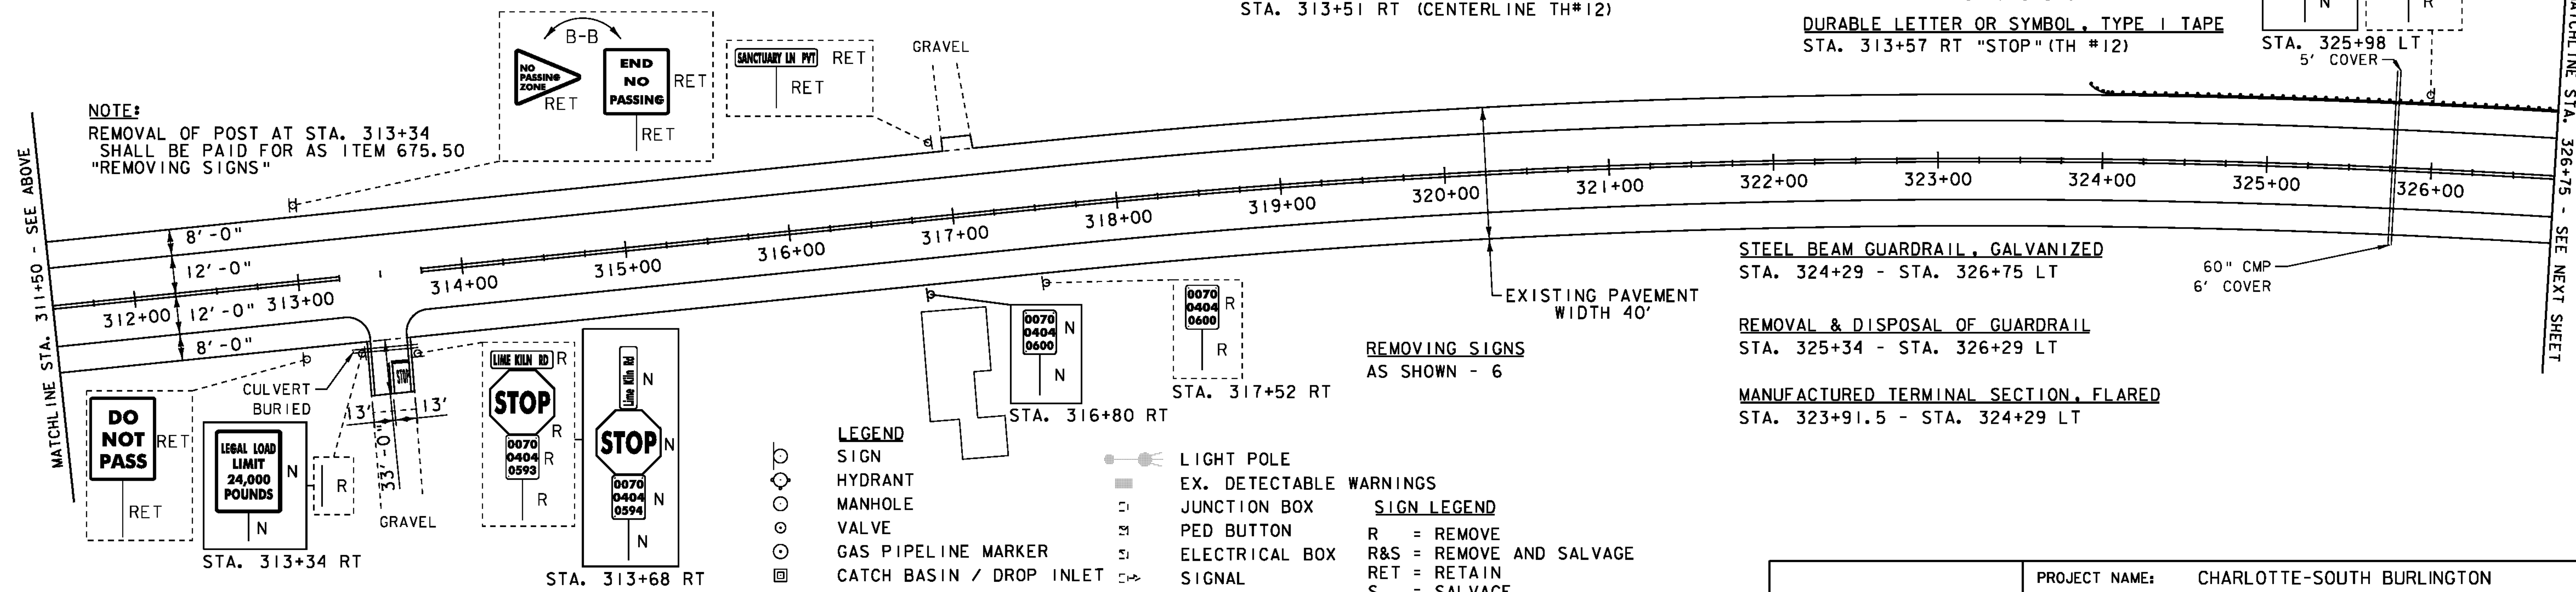 STA. 313+51 RT (CENTERLINE TH#12)
DURABLE LETTER OR SYMBOL, TYPE I TAPE
STA. 313+57 RT "STOP" (TH #12)
N
R
STA. 325+98 LT
5' COVER
MATCHLINE STA. 326+75 - SEE NEXT SHEET
B-B
NO
PASSING
ZONE
RET
END
NO
PASSING
RET
RET
SANCTUARY LN PVT
RET
RET
GRAVEL
NOTE:
REMOVAL OF POST AT STA. 313+34
SHALL BE PAID FOR AS ITEM 675.50
"REMOVING SIGNS"
MATCHLINE STA. 311+50 - SEE ABOVE
8'-0"
12'-0"
12'-0"
8'-0"
312+00
313+00
314+00
315+00
316+00
317+00
318+00
319+00
320+00
321+00
322+00
323+00
324+00
325+00
326+00
EXISTING PAVEMENT
WIDTH 40'
60" CMP
6' COVER
STEEL BEAM GUARDRAIL, GALVANIZED
STA. 324+29 - STA. 326+75 LT
REMOVAL & DISPOSAL OF GUARDRAIL
STA. 325+34 - STA. 326+29 LT
MANUFACTURED TERMINAL SECTION, FLARED
STA. 323+91.5 - STA. 324+29 LT
REMOVING SIGNS
AS SHOWN - 6
0070
0404
0600
R
R
STA. 317+52 RT
0070
0404
0600
N
N
STA. 316+80 RT
CULVERT
BURIED
STOP
13'
13'
33'-0"
GRAVEL
DO
NOT
PASS
RET
RET
LEGAL LOAD
LIMIT
24,000
POUNDS
N
N
R
STA. 313+34 RT
LIME KILN RD
R
STOP
R
0070
0404
0593
R
R
Lime Kiln Rd
N
STOP
N
0070
0404
0594
N
N
STA. 313+68 RT
LEGEND
SIGN
HYDRANT
MANHOLE
VALVE
GAS PIPELINE MARKER
CATCH BASIN / DROP INLET
LIGHT POLE
EX. DETECTABLE WARNINGS
JUNCTION BOX
PED BUTTON
ELECTRICAL BOX
SIGNAL
SIGN LEGEND
R = REMOVE
R&S = REMOVE AND SALVAGE
RET = RETAIN
S = SALVAGE
PROJECT NAME: CHARLOTTE-SOUTH BURLINGTON